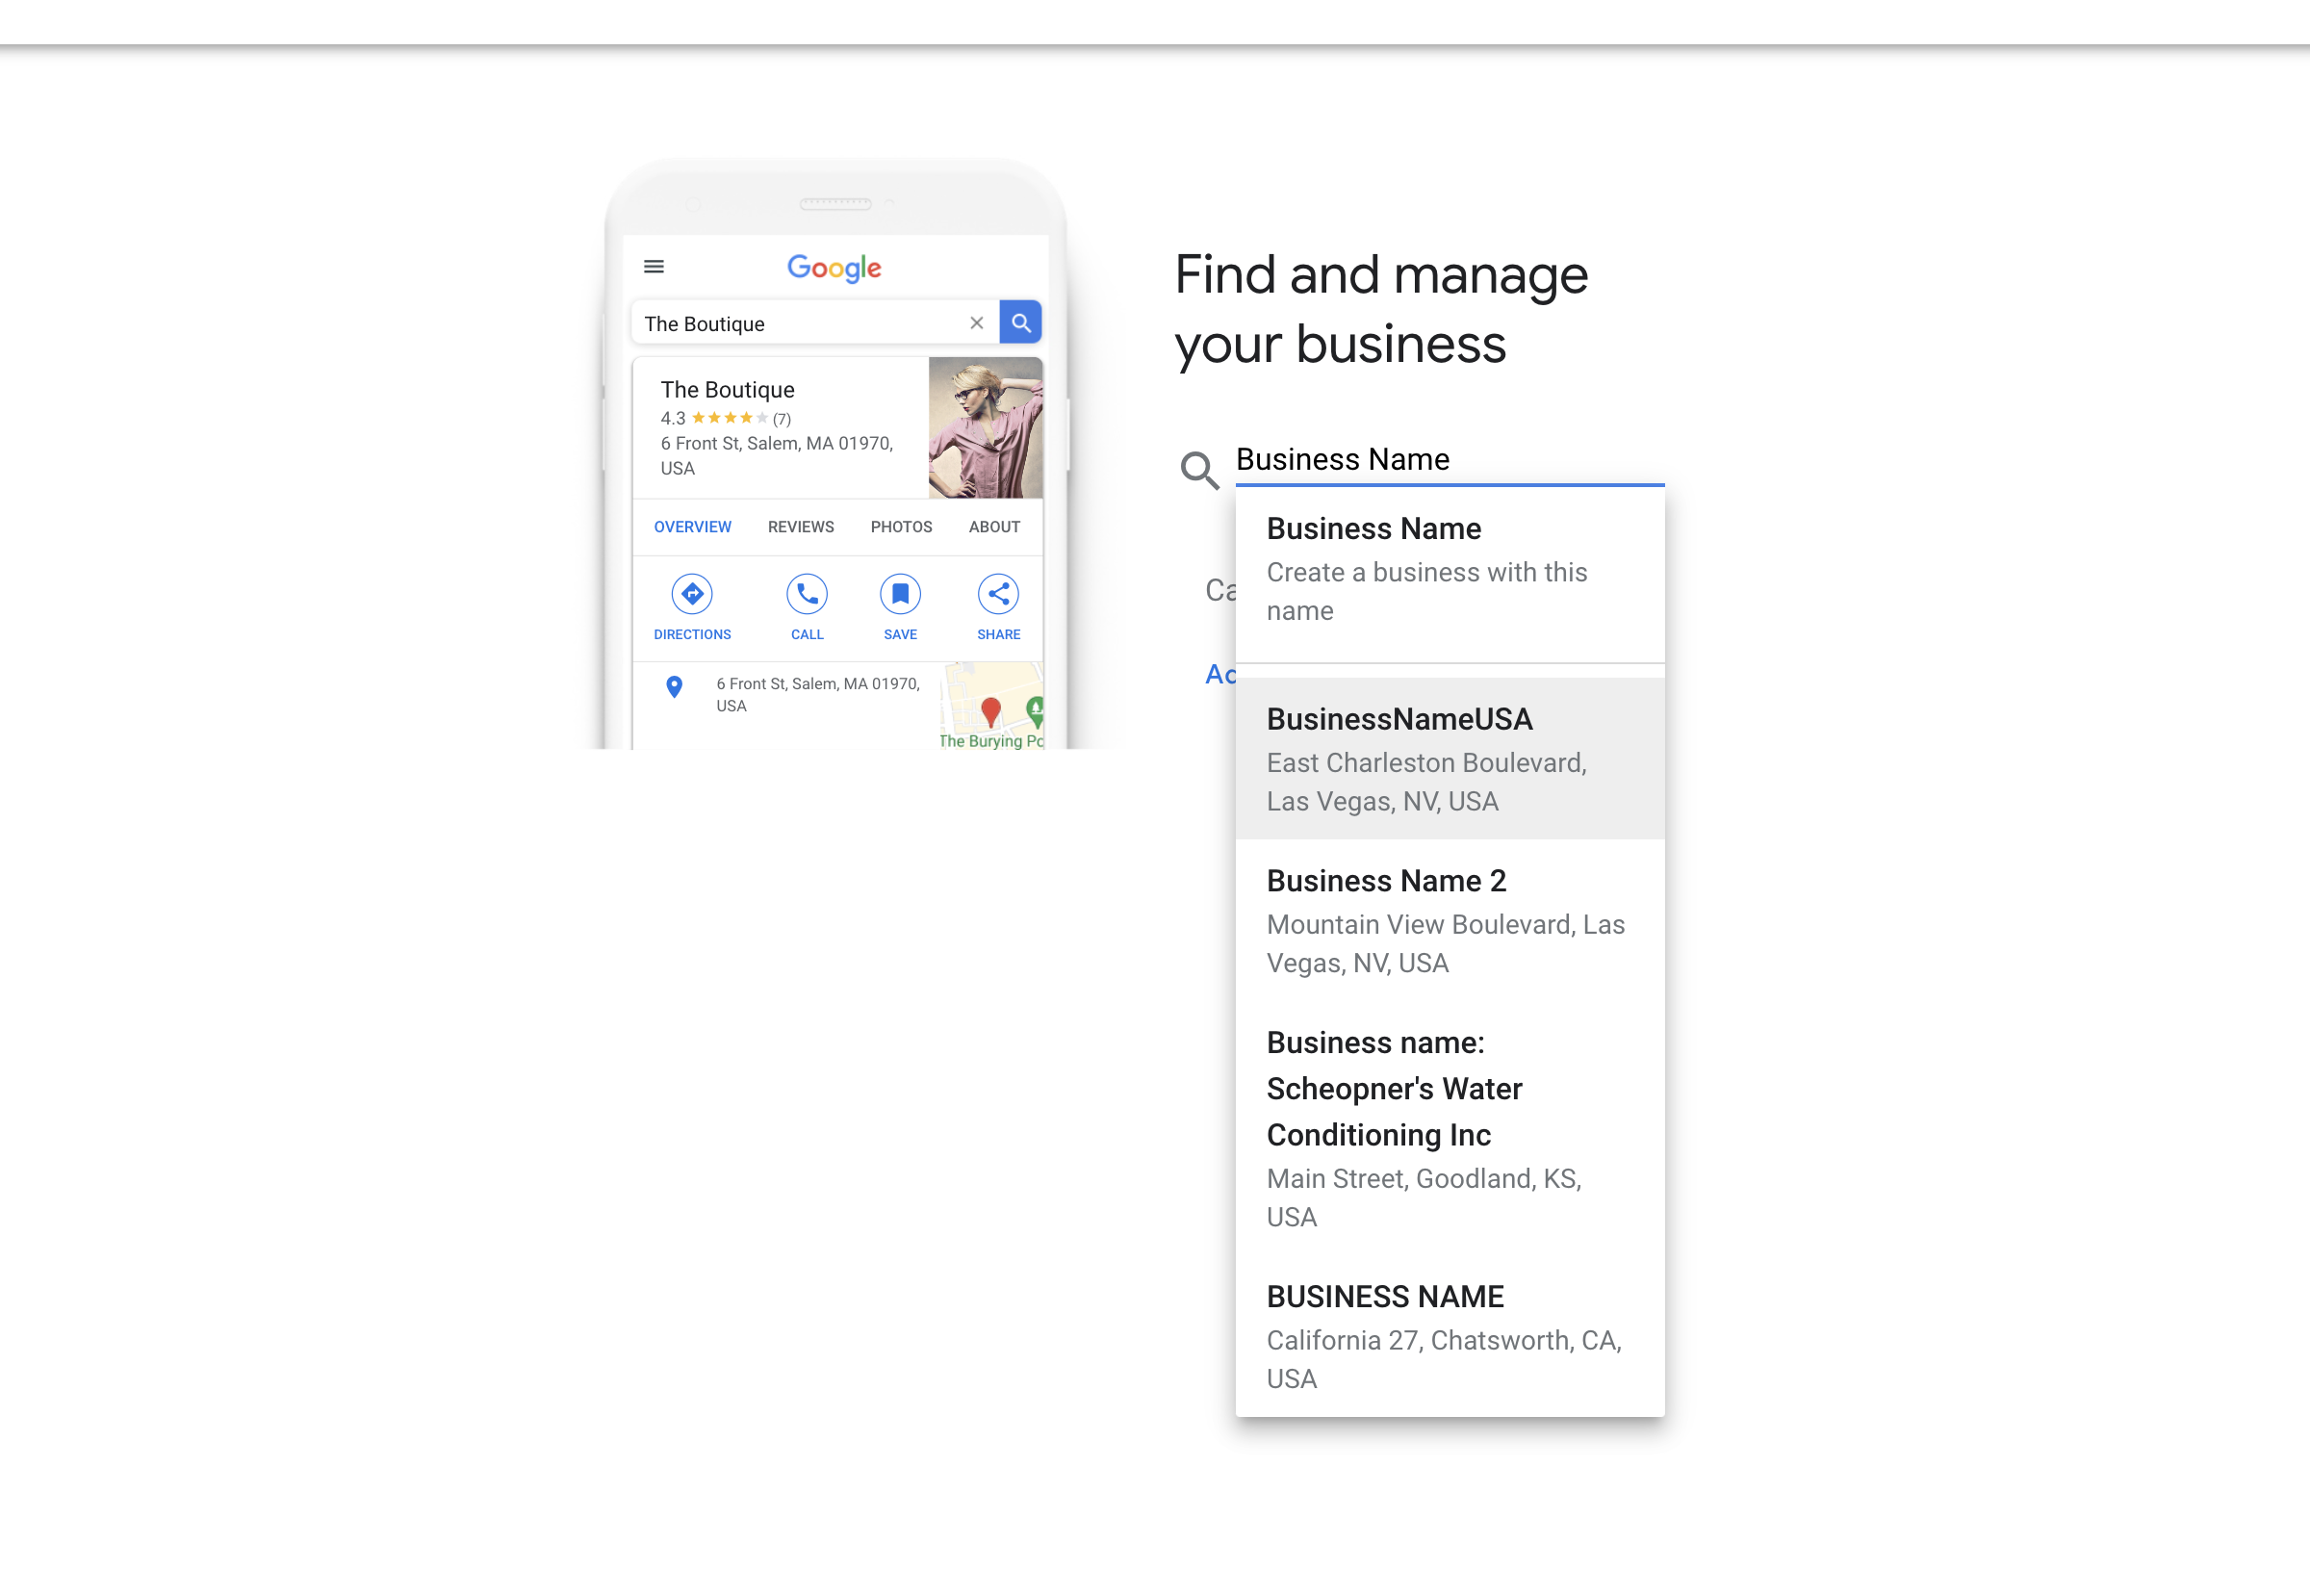 Google
The Boutique
The Boutique
4.3 (7)
6 Front St, Salem, MA 01970,
USA
OVERVIEW REVIEWS PHOTOS ABOUT
DIRECTIONS CALL SAVE SHARE
6 Front St, Salem, MA 01970,
USA
The Burying
Find and manage
your business
Business Name
Business Name
Create a business with this
name
BusinessNameUSA
East Charleston Boulevard,
Las Vegas, NV, USA
Business Name 2
Mountain View Boulevard, Las
Vegas, NV, USA
Business name:
Scheopner's Water
Conditioning Inc
Main Street, Goodland, KS,
USA
BUSINESS NAME
California 27, Chatsworth, CA,
USA